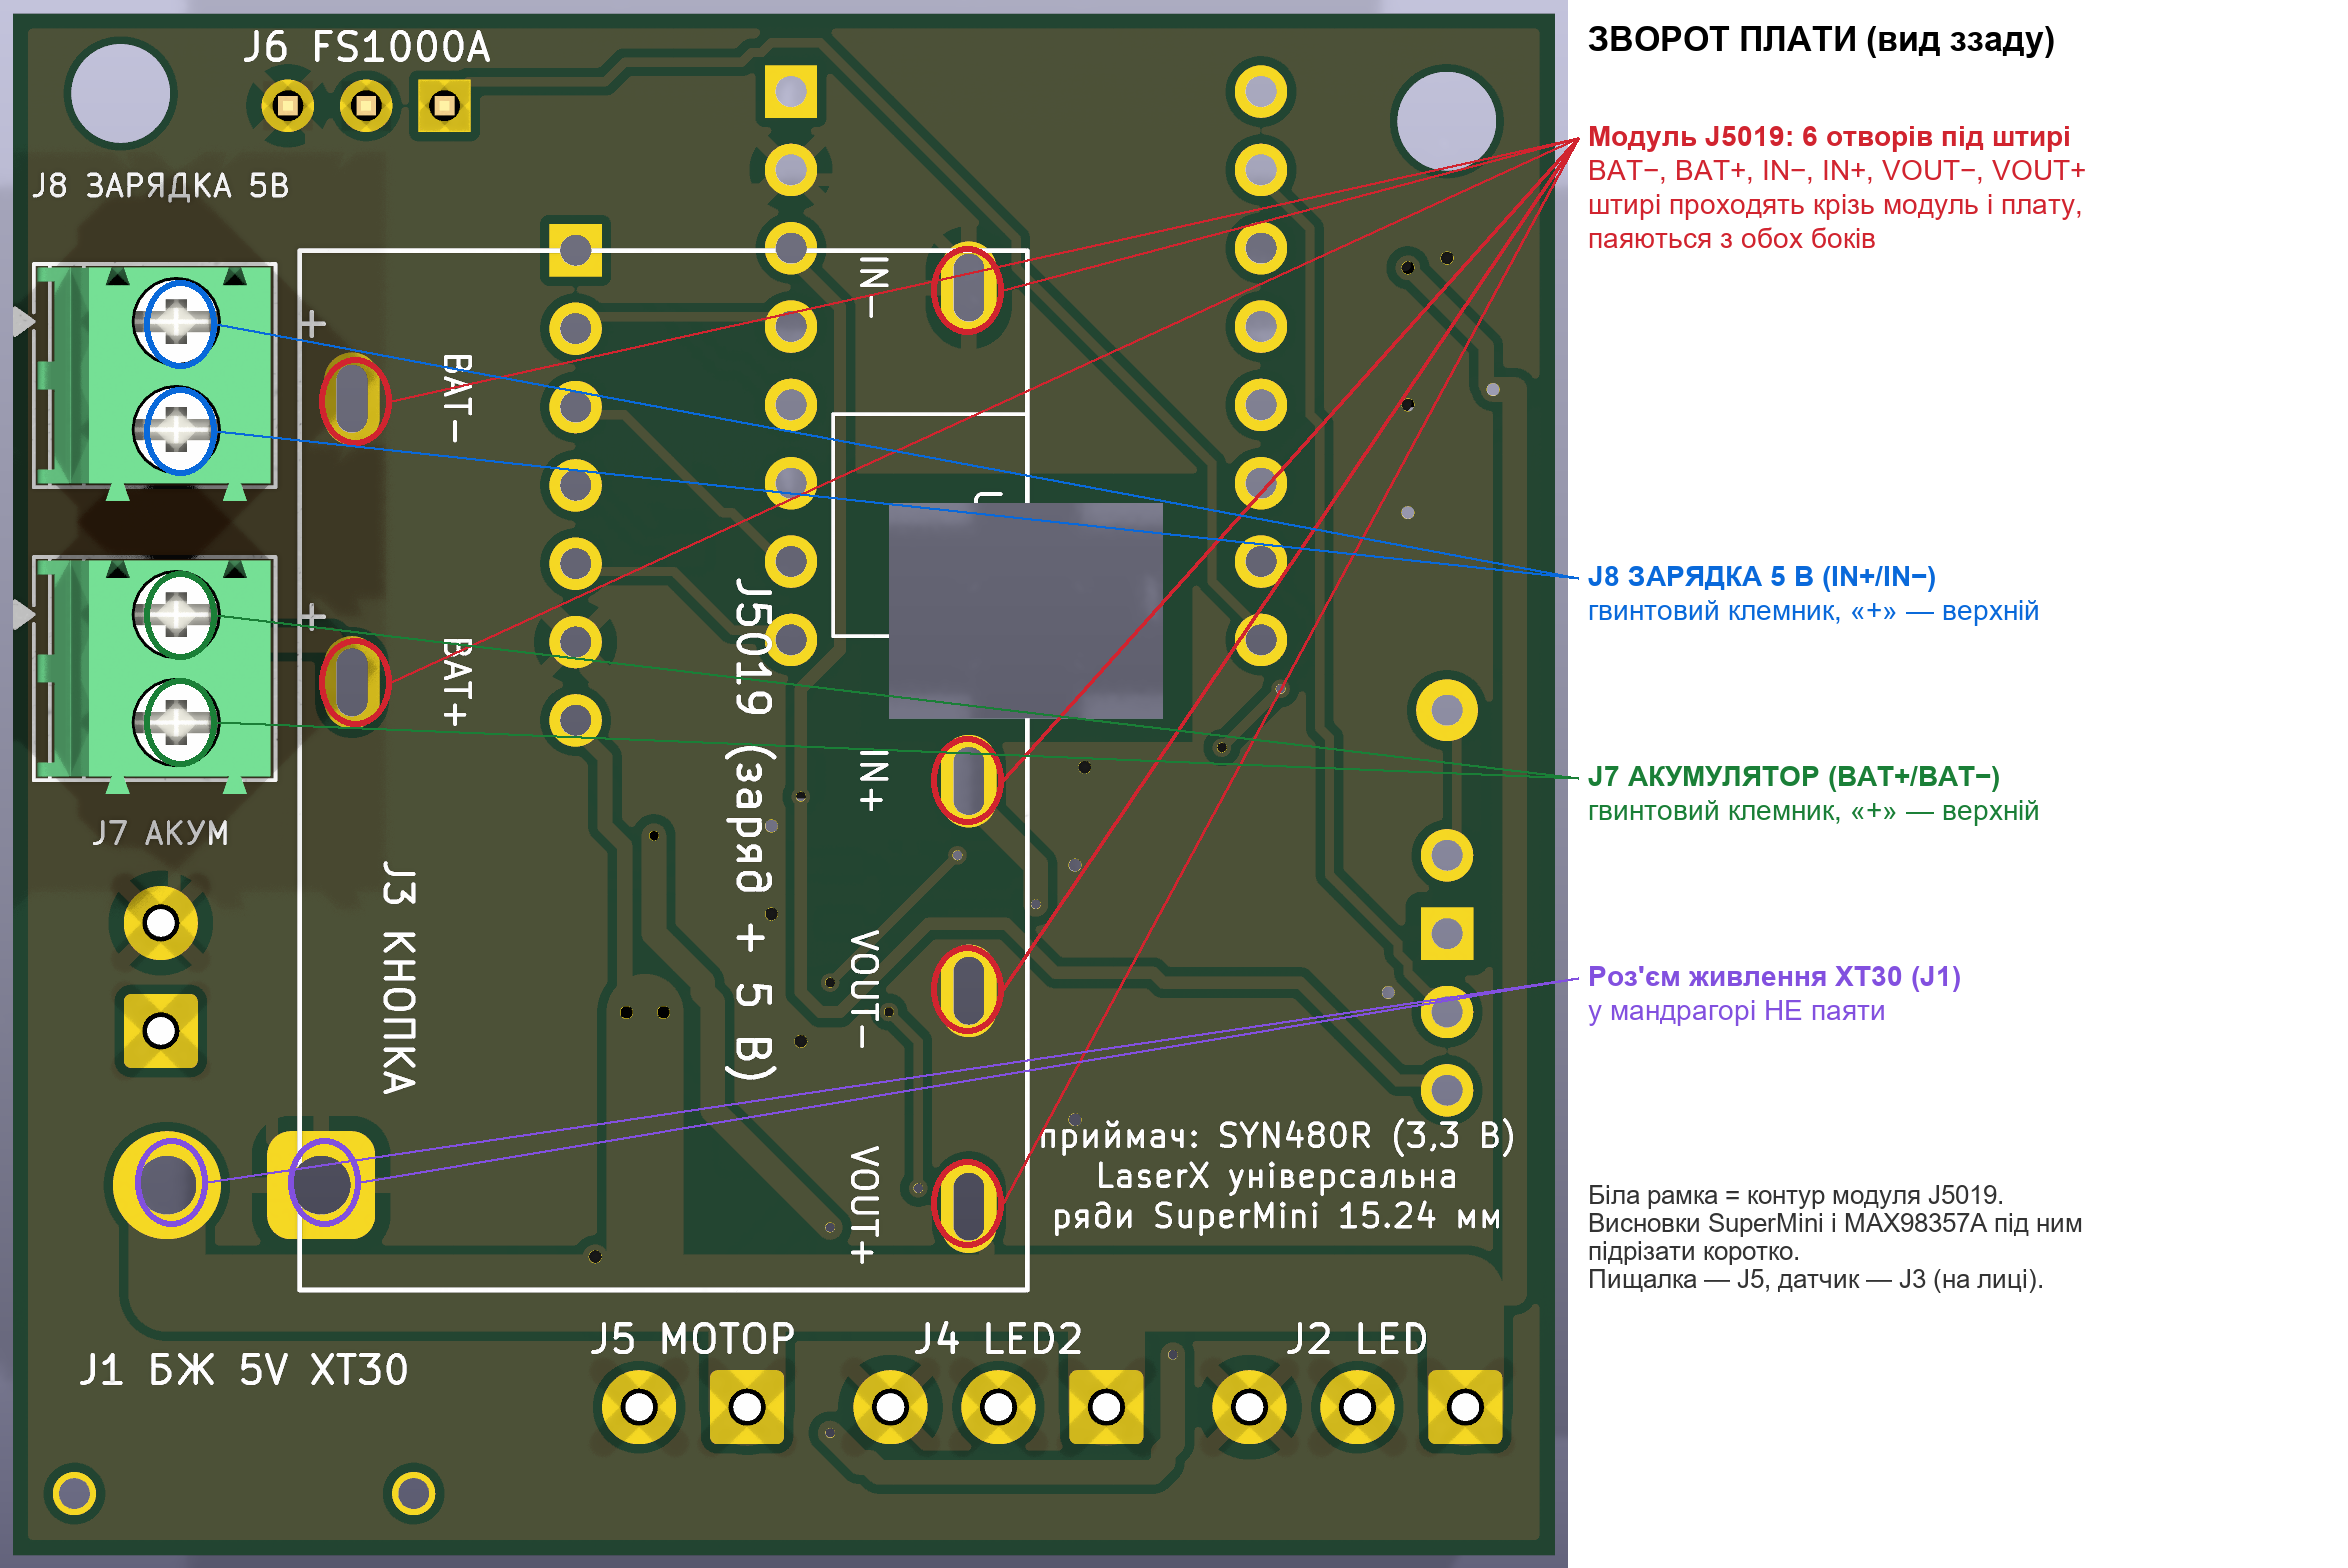 J6 FS1000A
J8 ЗАРЯДКА 5В
+
BAT−
IN−
+
BAT+
J5019 (заряд + 5 В)
IN+
J7 АКУМ
J3 КНОПКА
VOUT−
VOUT+
приймач: SYN480R (3,3 В)
LaserX універсальна
ряди SuperMini 15.24 мм
J5 МОТОР
J4 LED2
J2 LED
J1 БЖ 5V XT30
ЗВОРОТ ПЛАТИ (вид ззаду)
Модуль J5019: 6 отворів під штирі
BAT−, BAT+, IN−, IN+, VOUT−, VOUT+
штирі проходять крізь модуль і плату,
паяються з обох боків
J8 ЗАРЯДКА 5 В (IN+/IN−)
гвинтовий клемник, «+» — верхній
J7 АКУМУЛЯТОР (BAT+/BAT−)
гвинтовий клемник, «+» — верхній
Роз'єм живлення XT30 (J1)
у мандрагорі НЕ паяти
Біла рамка = контур модуля J5019.
Висновки SuperMini і MAX98357A під ним
підрізати коротко.
Пищалка — J5, датчик — J3 (на лиці).